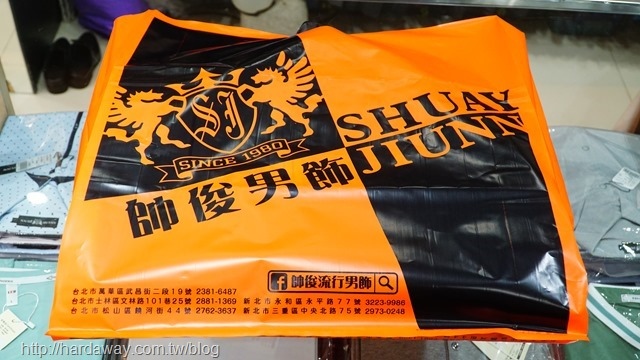 SJ
SINCE 1980
SHUAY
JIUNN
帥俊男飾
帥俊流行男飾
台北市萬華區武昌街二段19號 2381-6487
台北市士林區文林路101巷25號 2881-1369 新北市永和區永平路77號 3223-9986
台北市松山區饒河街44號 2762-3637 新北市三重區中央北路75號 2973-0248
http://hardaway.com.tw/blog